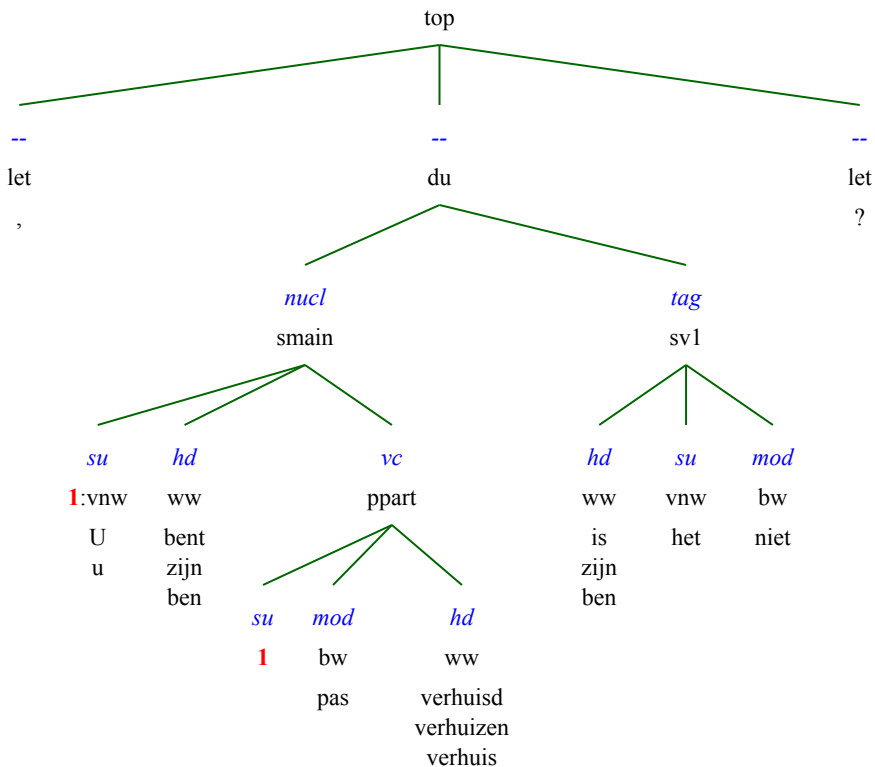 top
-- -- --
let du let
, ?
nucl tag
smain sv1
su hd vc hd su mod
1:vnw ww ppart ww vnw bw
U bent is het niet
u zijn zijn
ben ben
su mod hd
1 bw ww
pas verhuisd
verhuizen
verhuis